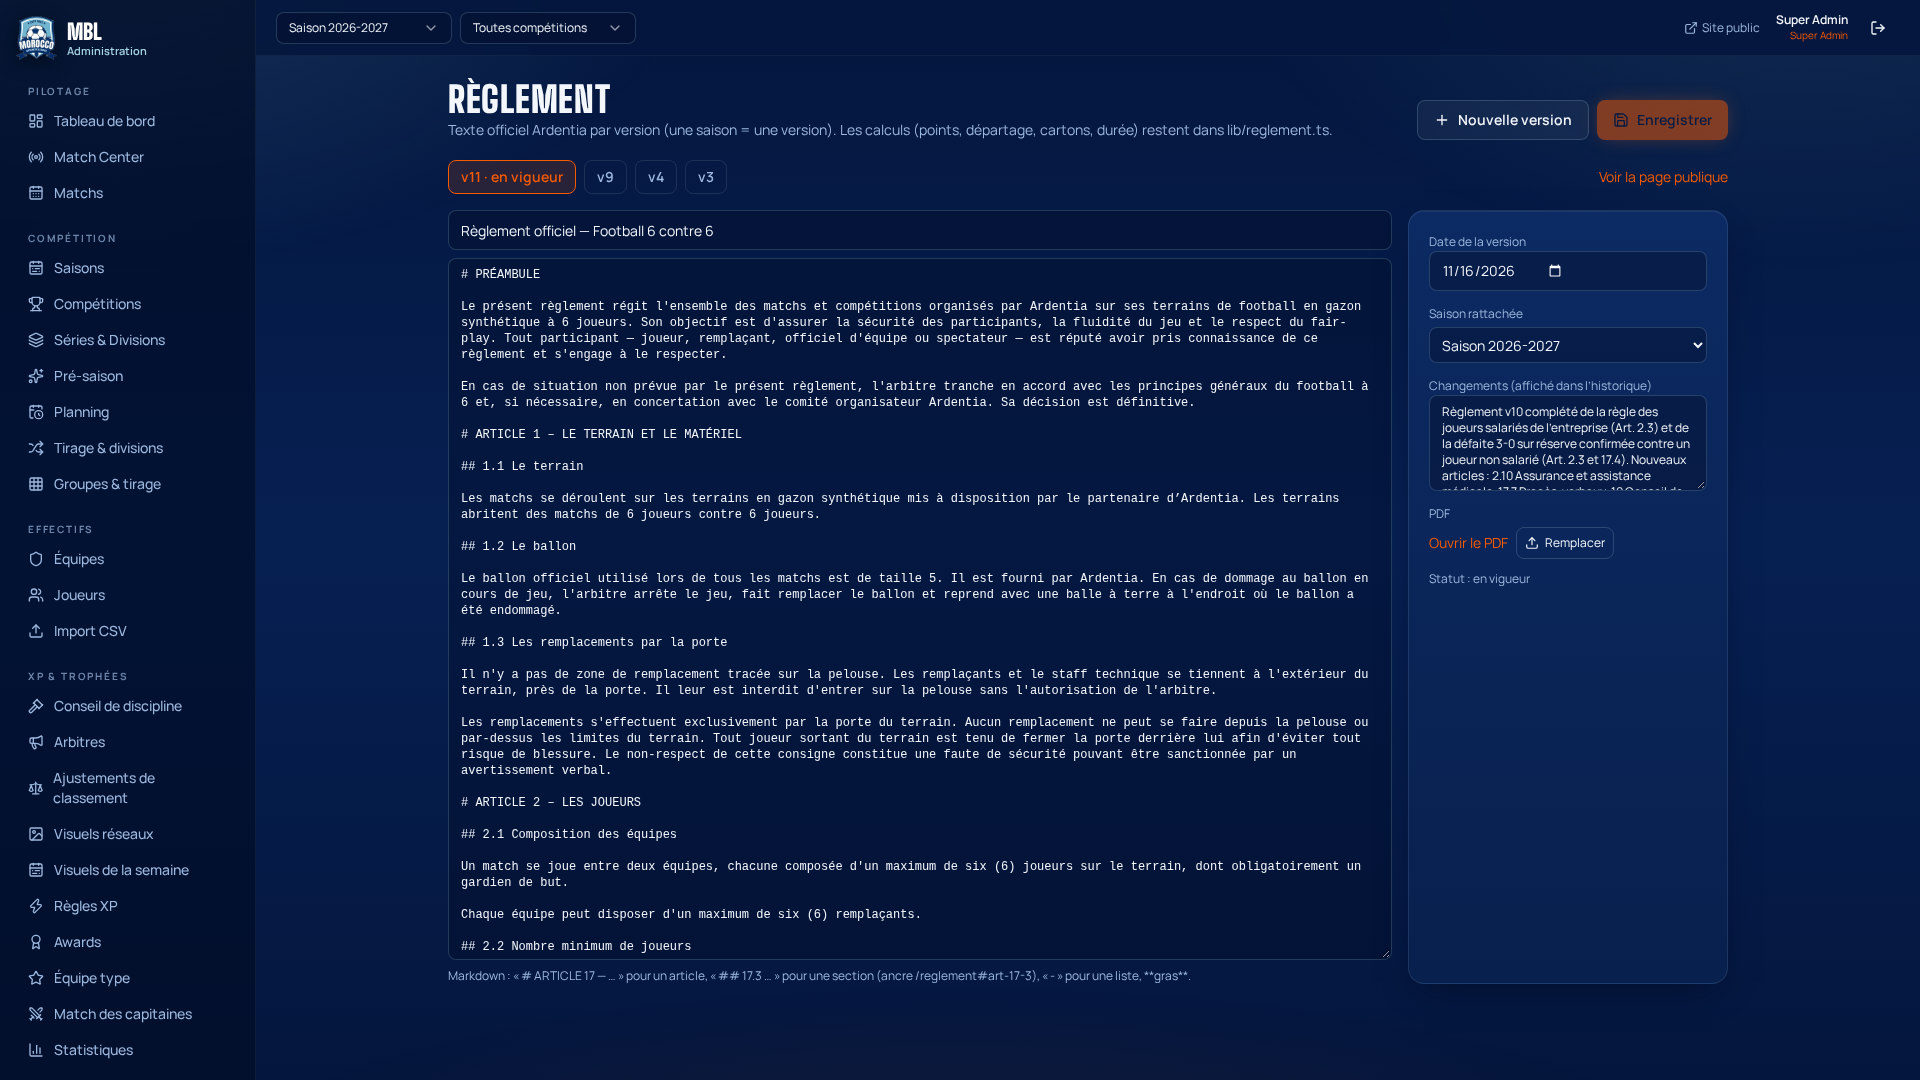 MBL
Administration
PILOTAGE
Tableau de bord
Match Center
Matchs
COMPÉTITION
Saisons
Compétitions
Séries & Divisions
Pré-saison
Planning
Tirage & divisions
Groupes & tirage
EFFECTIFS
Équipes
Joueurs
Import CSV
XP & TROPHÉES
Conseil de discipline
Arbitres
Ajustements de
classement
Visuels réseaux
Visuels de la semaine
Règles XP
Awards
Équipe type
Match des capitaines
Statistiques
Saison 2026-2027
Toutes compétitions
Site public
Super Admin
Super Admin
RÈGLEMENT
Texte officiel Ardentia par version (une saison = une version). Les calculs (points, départage, cartons, durée) restent dans lib/reglement.ts.
Nouvelle version
Enregistrer
v11 · en vigueur
v9
v4
v3
Voir la page publique
Règlement officiel — Football 6 contre 6
# PRÉAMBULE
Le présent règlement régit l'ensemble des matchs et compétitions organisés par Ardentia sur ses terrains de football en gazon
synthétique à 6 joueurs. Son objectif est d'assurer la sécurité des participants, la fluidité du jeu et le respect du fair-
play. Tout participant — joueur, remplaçant, officiel d'équipe ou spectateur — est réputé avoir pris connaissance de ce
règlement et s'engage à le respecter.
En cas de situation non prévue par le présent règlement, l'arbitre tranche en accord avec les principes généraux du football à
6 et, si nécessaire, en concertation avec le comité organisateur Ardentia. Sa décision est définitive.
# ARTICLE 1 – LE TERRAIN ET LE MATÉRIEL
## 1.1 Le terrain
Les matchs se déroulent sur les terrains en gazon synthétique mis à disposition par le partenaire d’Ardentia. Les terrains
abritent des matchs de 6 joueurs contre 6 joueurs.
## 1.2 Le ballon
Le ballon officiel utilisé lors de tous les matchs est de taille 5. Il est fourni par Ardentia. En cas de dommage au ballon en
cours de jeu, l'arbitre arrête le jeu, fait remplacer le ballon et reprend avec une balle à terre à l'endroit où le ballon a
été endommagé.
## 1.3 Les remplacements par la porte
Il n'y a pas de zone de remplacement tracée sur la pelouse. Les remplaçants et le staff technique se tiennent à l'extérieur du
terrain, près de la porte. Il leur est interdit d'entrer sur la pelouse sans l'autorisation de l'arbitre.
Les remplacements s'effectuent exclusivement par la porte du terrain. Aucun remplacement ne peut se faire depuis la pelouse ou
par-dessus les limites du terrain. Tout joueur sortant du terrain est tenu de fermer la porte derrière lui afin d'éviter tout
risque de blessure. Le non-respect de cette consigne constitue une faute de sécurité pouvant être sanctionnée par un
avertissement verbal.
# ARTICLE 2 – LES JOUEURS
## 2.1 Composition des équipes
Un match se joue entre deux équipes, chacune composée d'un maximum de six (6) joueurs sur le terrain, dont obligatoirement un
gardien de but.
Chaque équipe peut disposer d'un maximum de six (6) remplaçants.
## 2.2 Nombre minimum de joueurs
Markdown : « # ARTICLE 17 — … » pour un article, « ## 17.3 … » pour une section (ancre /reglement#art-17-3), « - » pour une liste, **gras**.
Date de la version
11/16/2026
Saison rattachée
Saison 2026-2027
Changements (affiché dans l'historique)
Règlement v10 complété de la règle des
joueurs salariés de l'entreprise (Art. 2.3) et de
la défaite 3-0 sur réserve confirmée contre un
joueur non salarié (Art. 2.3 et 17.4). Nouveaux
articles : 2.10 Assurance et assistance
PDF
Ouvrir le PDF
Remplacer
Statut : en vigueur